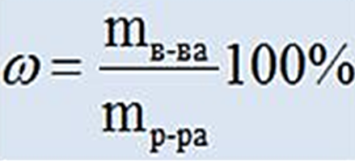 ω = m в-ва / m р-ра 100%